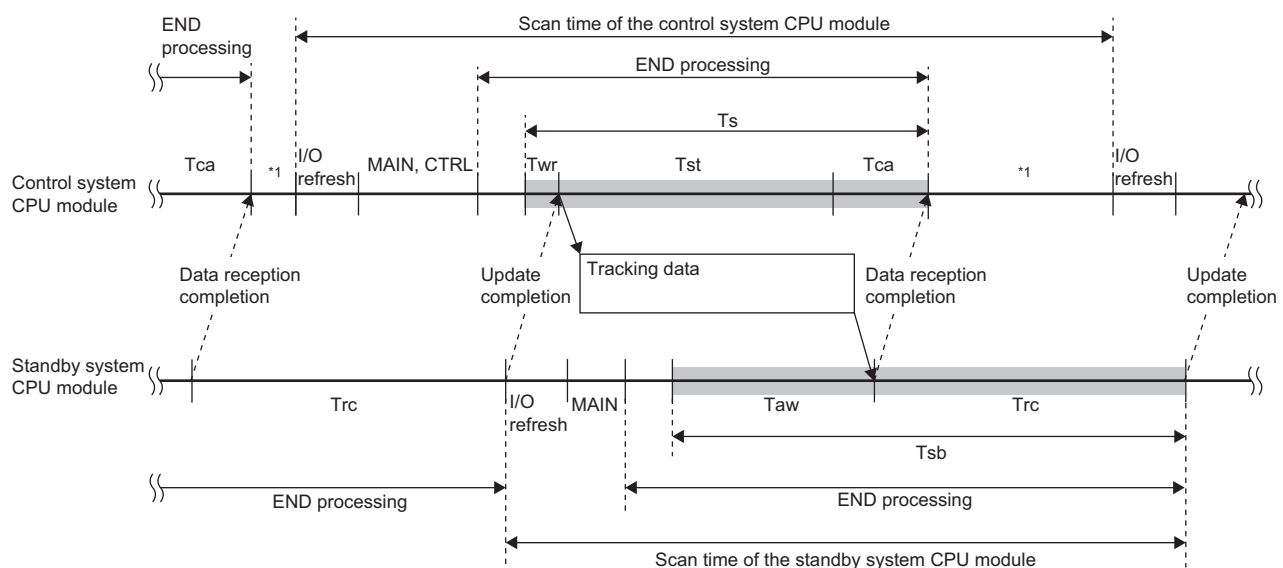 END
processing
Scan time of the control system CPU module
END processing
Ts
Tca
*1
I/O
refresh
MAIN, CTRL
Twr
Tst
Tca
*1
I/O
refresh
Control system
CPU module
Data reception
completion
Update
completion
Tracking data
Data reception
completion
Update
completion
Standby system
CPU module
Trc
I/O
refresh
MAIN
Taw
Trc
Tsb
END processing
END processing
Scan time of the standby system CPU module